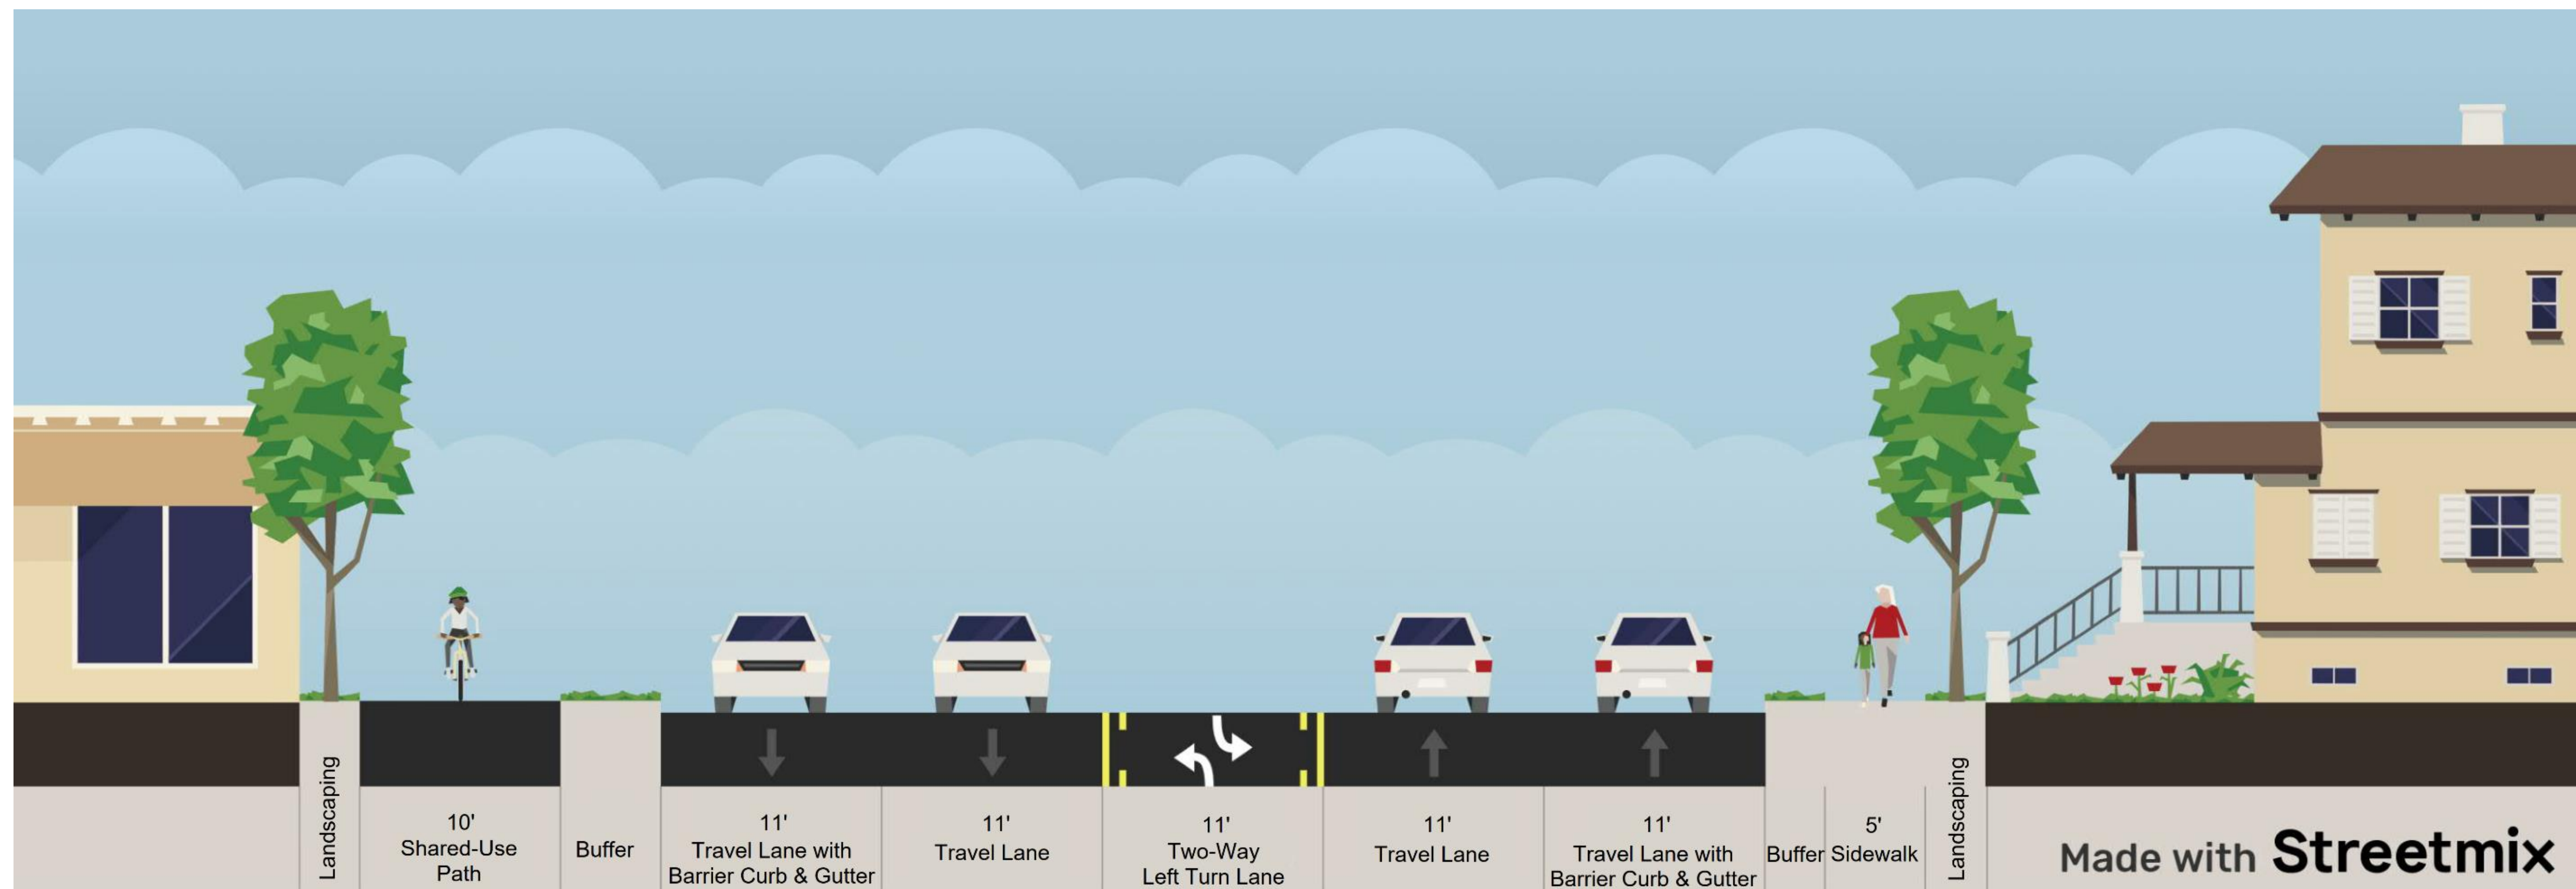 Landscaping
10'
Shared-Use
Path
Buffer
11'
Travel Lane with
Barrier Curb & Gutter
11'
Travel Lane
11'
Two-Way
Left Turn Lane
11'
Travel Lane
11'
Travel Lane with
Barrier Curb & Gutter
Buffer
5'
Sidewalk
Landscaping
Made with Streetmix